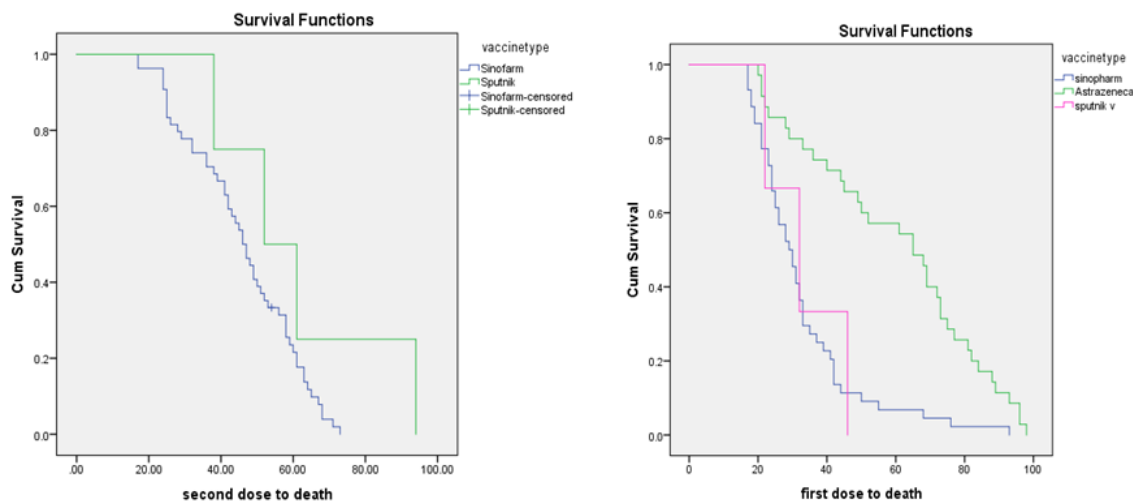 Survival Functions
vaccinetype
Sinofarm
Sputnik
Sinofarm-censored
Sputnik-censored
1.0
0.8
0.6
0.4
0.2
0.0
Cum Survival
.00 20.00 40.00 60.00 80.00 100.00
second dose to death
Survival Functions
vaccinetype
sinopharm
Astrazeneca
sputnik v
1.0
0.8
0.6
0.4
0.2
0.0
Cum Survival
0 20 40 60 80 100
first dose to death